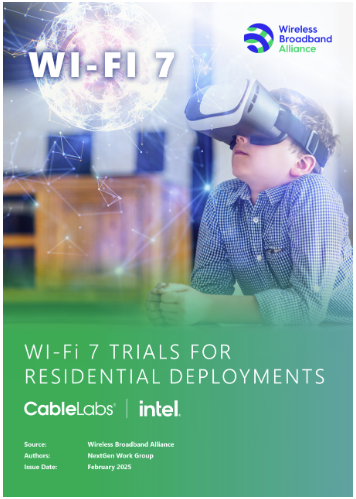 Wireless
Broadband
Alliance
WI-FI 7
WI-Fi 7 TRIALS FOR
RESIDENTIAL DEPLOYMENTS
CableLabs® | intel.
Source: Wireless Broadband Alliance
Authors: NextGen Work Group
Issue Date: February 2025